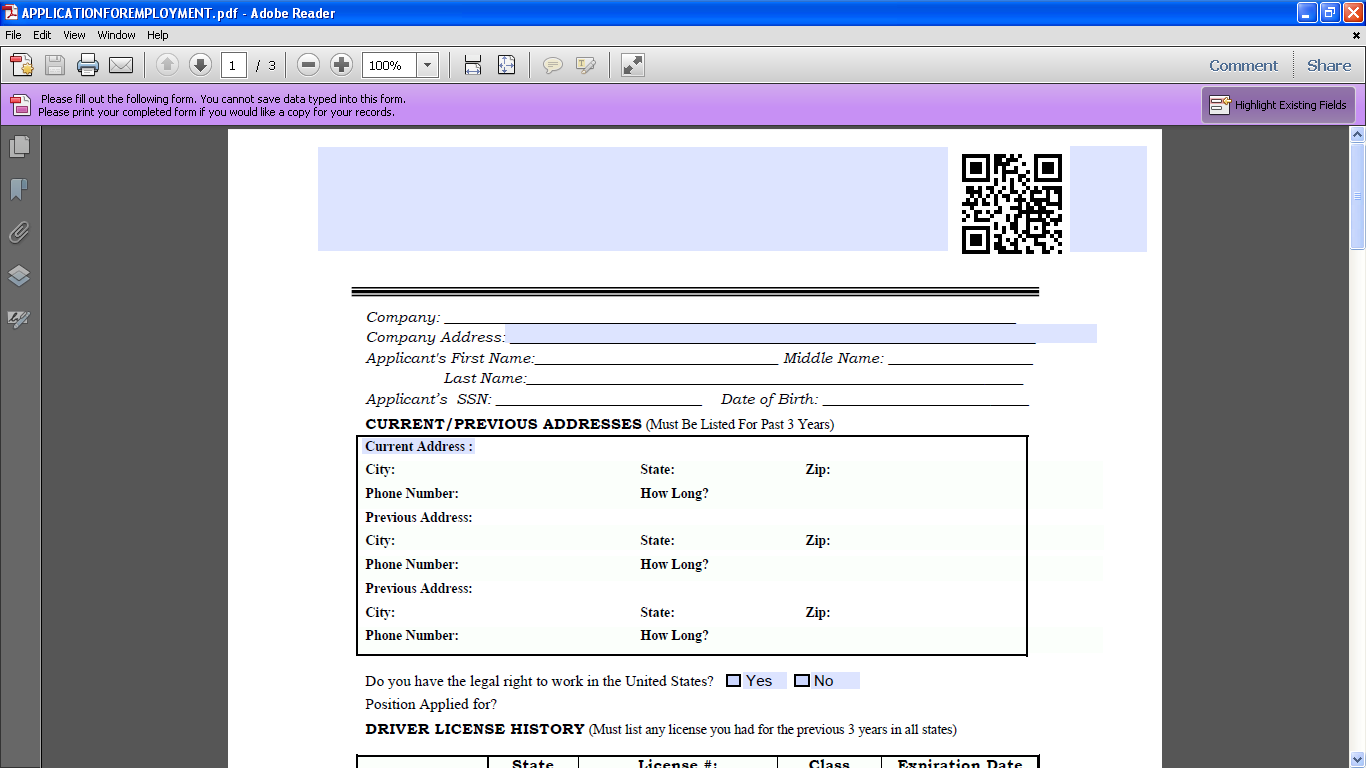 APPLICATIONFOREMPLOYMENT.pdf - Adobe Reader
File Edit View Window Help
1 / 3 100% Comment Share
Please fill out the following form. You cannot save data typed into this form.
Please print your completed form if you would like a copy for your records.
Highlight Existing Fields
Company:
Company Address:
Applicant's First Name: Middle Name:
Last Name:
Applicant's SSN: Date of Birth:
CURRENT/PREVIOUS ADDRESSES (Must Be Listed For Past 3 Years)
Current Address :
City: State: Zip:
Phone Number: How Long?
Previous Address:
City: State: Zip:
Phone Number: How Long?
Previous Address:
City: State: Zip:
Phone Number: How Long?
Do you have the legal right to work in the United States? Yes No
Position Applied for?
DRIVER LICENSE HISTORY (Must list any license you had for the previous 3 years in all states)
State License #: Class Expiration Date